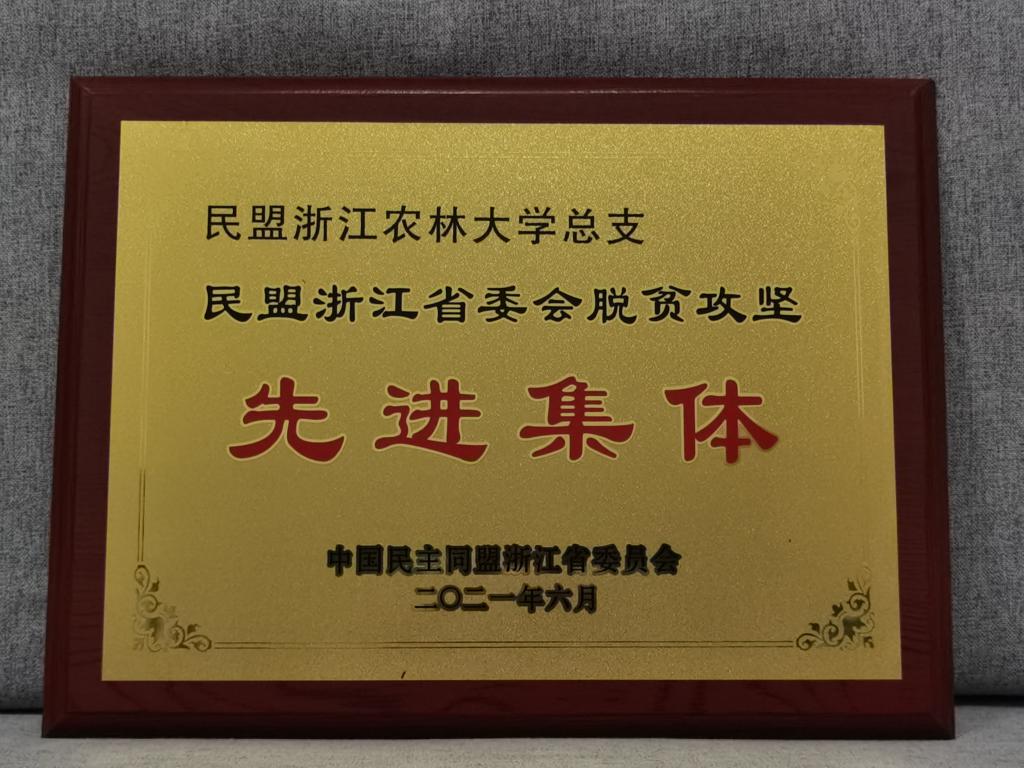 民盟浙江农林大学总支
民盟浙江省委会脱贫攻坚
先进集体
中国民主同盟浙江省委员会
二〇二一年六月